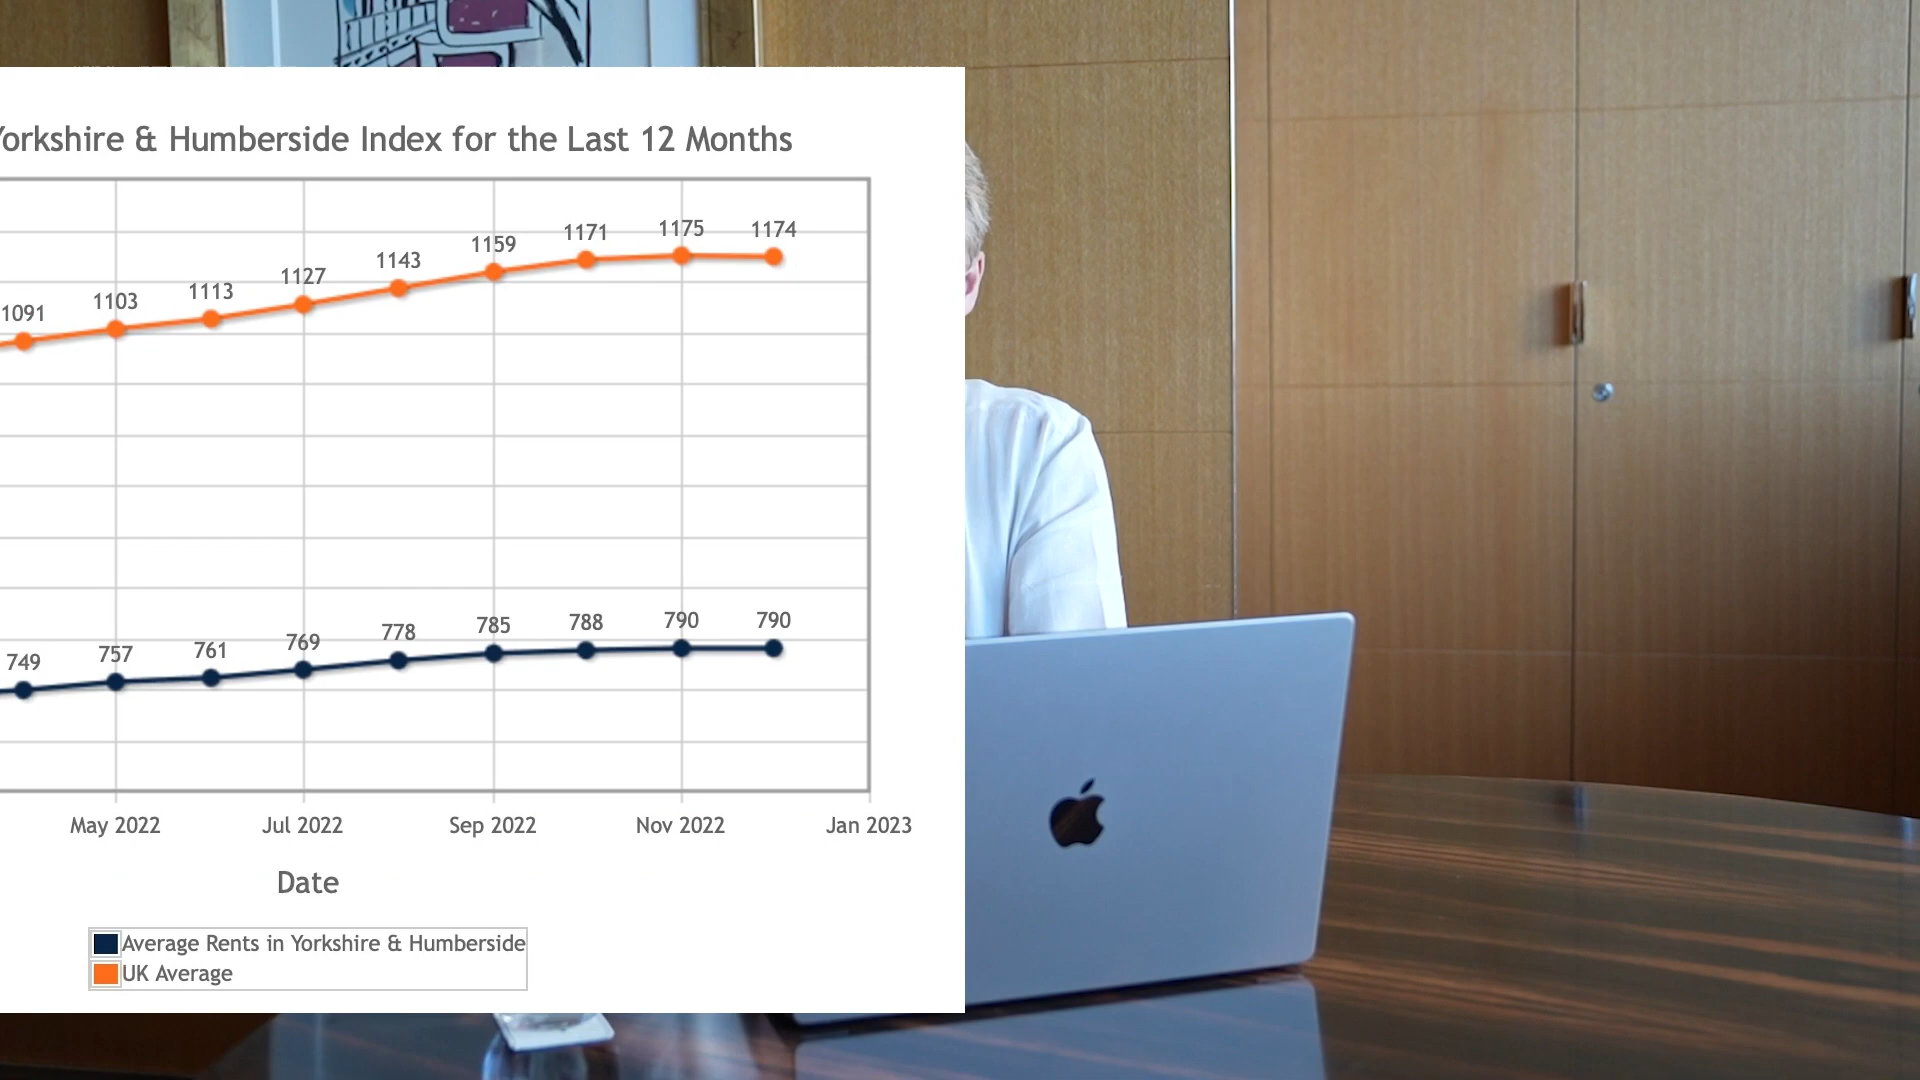 Yorkshire & Humberside Index for the Last 12 Months
1091 1103 1113 1127 1143 1159 1171 1175 1174
749 757 761 769 778 785 788 790 790
May 2022 Jul 2022 Sep 2022 Nov 2022 Jan 2023
Date
Average Rents in Yorkshire & Humberside
UK Average